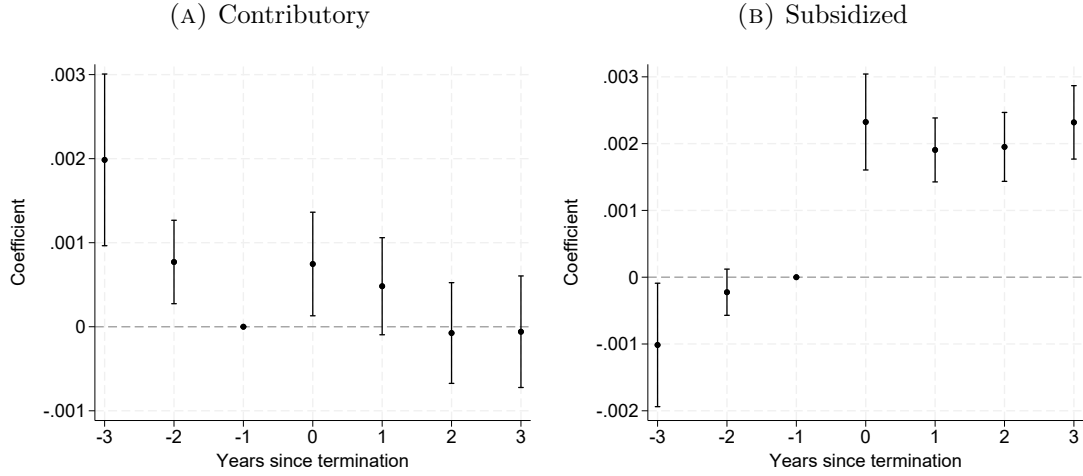 (A) Contributory
.003
.002
.001
0
-.001
Coefficient
-3 -2 -1 0 1 2 3
Years since termination
(B) Subsidized
.003
.002
.001
0
-.001
-.002
Coefficient
-3 -2 -1 0 1 2 3
Years since termination